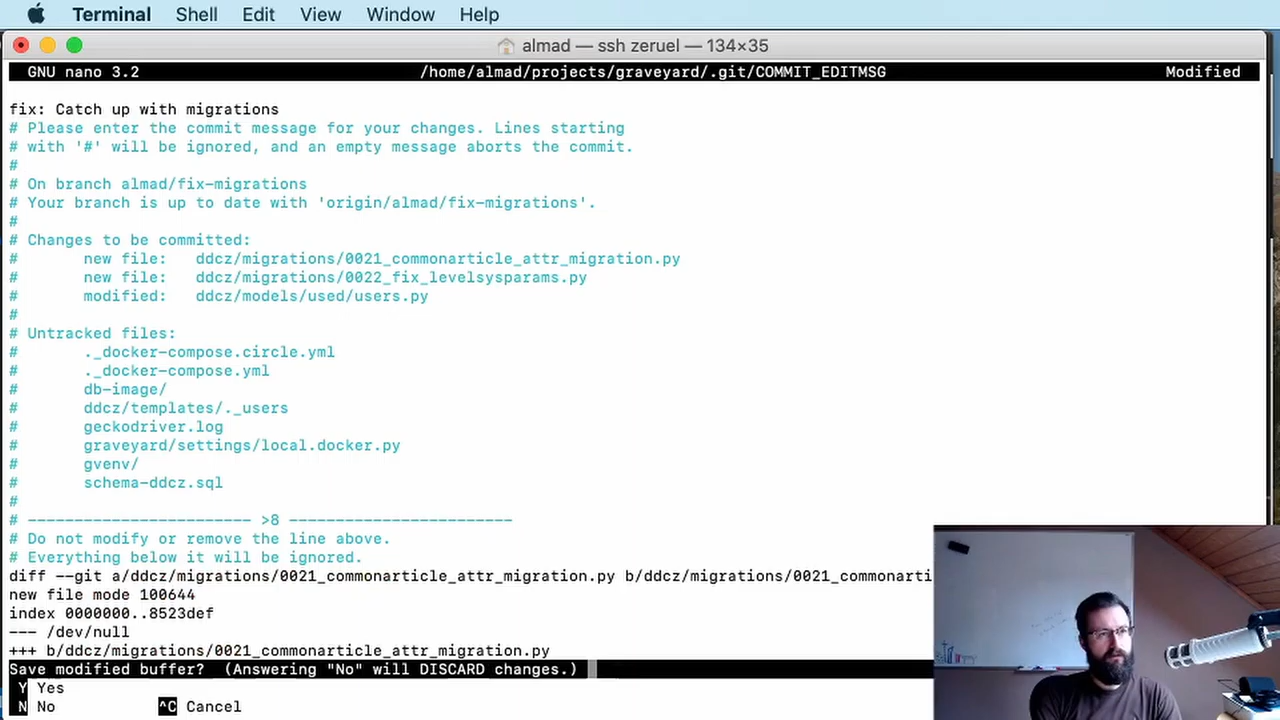 Terminal Shell Edit View Window Help
almad — ssh zeruel — 134×35
GNU nano 3.2 /home/almad/projects/graveyard/.git/COMMIT_EDITMSG Modified
fix: Catch up with migrations
# Please enter the commit message for your changes. Lines starting
# with '#' will be ignored, and an empty message aborts the commit.
#
# On branch almad/fix-migrations
# Your branch is up to date with 'origin/almad/fix-migrations'.
#
# Changes to be committed:
# new file: ddcz/migrations/0021_commonarticle_attr_migration.py
# new file: ddcz/migrations/0022_fix_levelsysparams.py
# modified: ddcz/models/used/users.py
#
# Untracked files:
# ._docker-compose.circle.yml
# ._docker-compose.yml
# db-image/
# ddcz/templates/._users
# geckodriver.log
# graveyard/settings/local.docker.py
# gvenv/
# schema-ddcz.sql
#
# ------------------------ >8 ------------------------
# Do not modify or remove the line above.
# Everything below it will be ignored.
diff --git a/ddcz/migrations/0021_commonarticle_attr_migration.py b/ddcz/migrations/0021_commonarti
new file mode 100644
index 0000000..8523def
--- /dev/null
+++ b/ddcz/migrations/0021_commonarticle_attr_migration.py
Save modified buffer? (Answering "No" will DISCARD changes.)
Y Yes
N No ^C Cancel